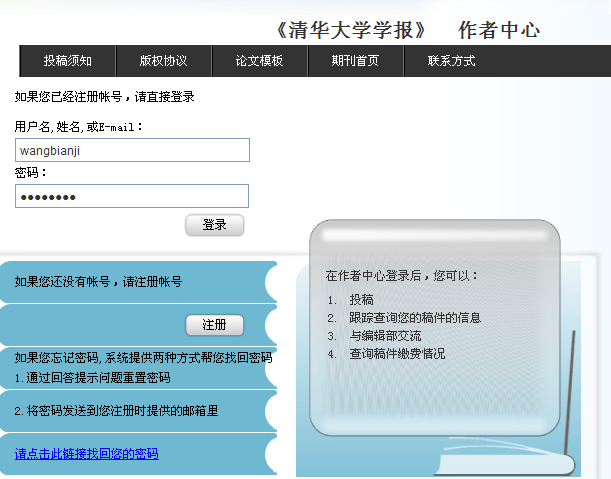 《清华大学学报》 作者中心
投稿须知 版权协议 论文模板 期刊首页 联系方式
如果您已经注册帐号，请直接登录
用户名,姓名,或E-mail：
wangbianji
密码：
●●●●●●●●
登录
如果您还没有帐号，请注册帐号
注册
如果您忘记密码,系统提供两种方式帮您找回密码
1.通过回答提示问题重置密码
2.将密码发送到您注册时提供的邮箱里
请点击此链接找回您的密码
在作者中心登录后，您可以：
1. 投稿
2. 跟踪查询您的稿件的信息
3. 与编辑部交流
4. 查询稿件缴费情况